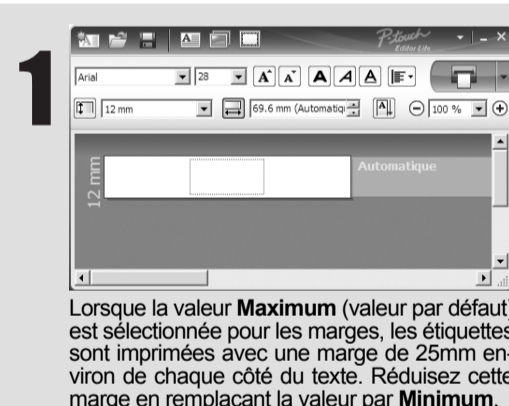 1
P-touch
Editor Lite
Arial
28
A A A A A
12 mm
69.6 mm (Automatiq
A
100 %
12 mm
Automatique
Lorsque la valeur Maximum (valeur par défaut)
est sélectionnée pour les marges, les étiquettes
sont imprimées avec une marge de 25mm en-
viron de chaque côté du texte. Réduisez cette
marge en remplaçant la valeur par Minimum.